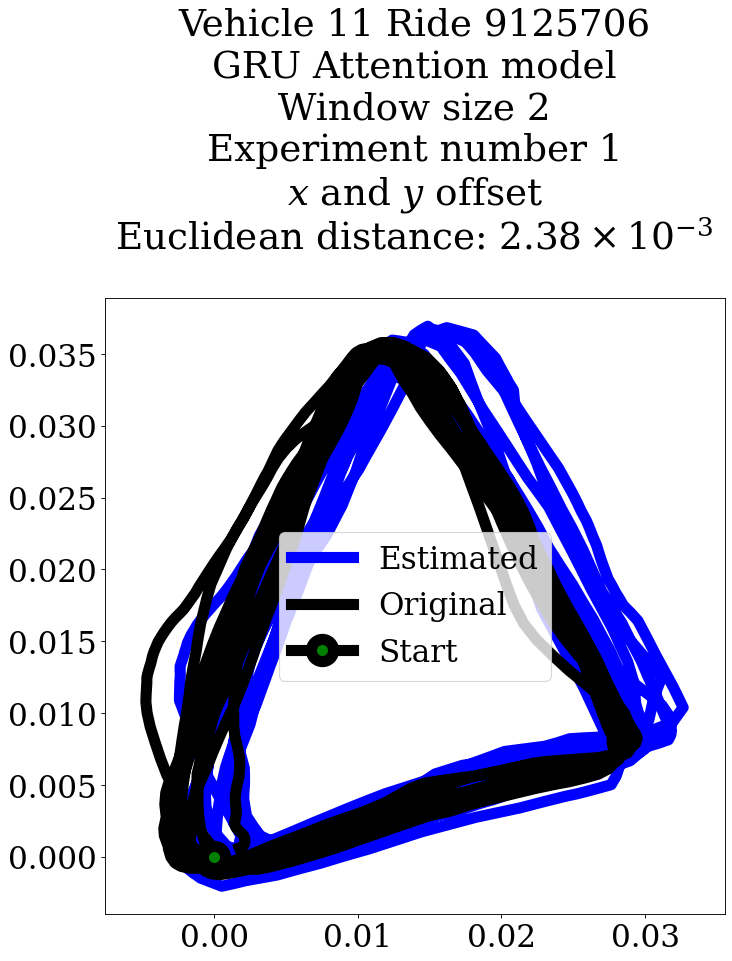 Vehicle 11 Ride 9125706
GRU Attention model
Window size 2
Experiment number 1
x and y offset
Euclidean distance: 2.38 × 10⁻³
0.035
0.030
0.025
0.020
0.015
0.010
0.005
0.000
Estimated
Original
Start
0.00 0.01 0.02 0.03